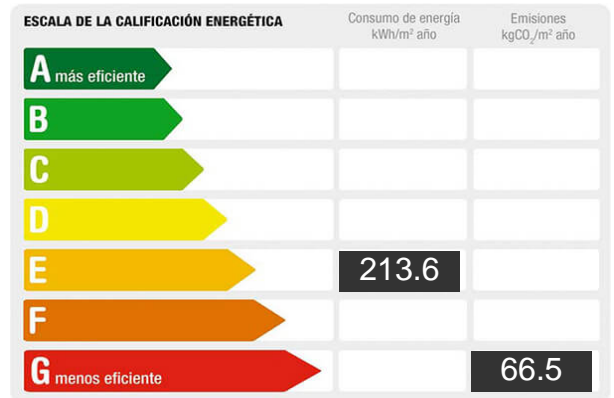 ESCALA DE LA CALIFICACIÓN ENERGÉTICA
Consumo de energía
kWh/m² año
Emisiones
kgCO₂/m² año
A más eficiente
B
C
D
E 213.6
F
G menos eficiente 66.5